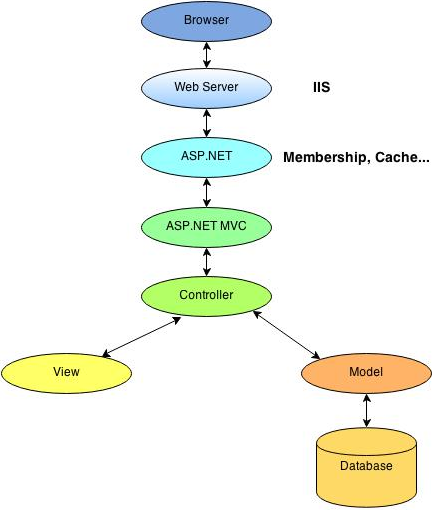 Browser
Web Server
IIS
ASP.NET
Membership, Cache...
ASP.NET MVC
Controller
View
Model
Database